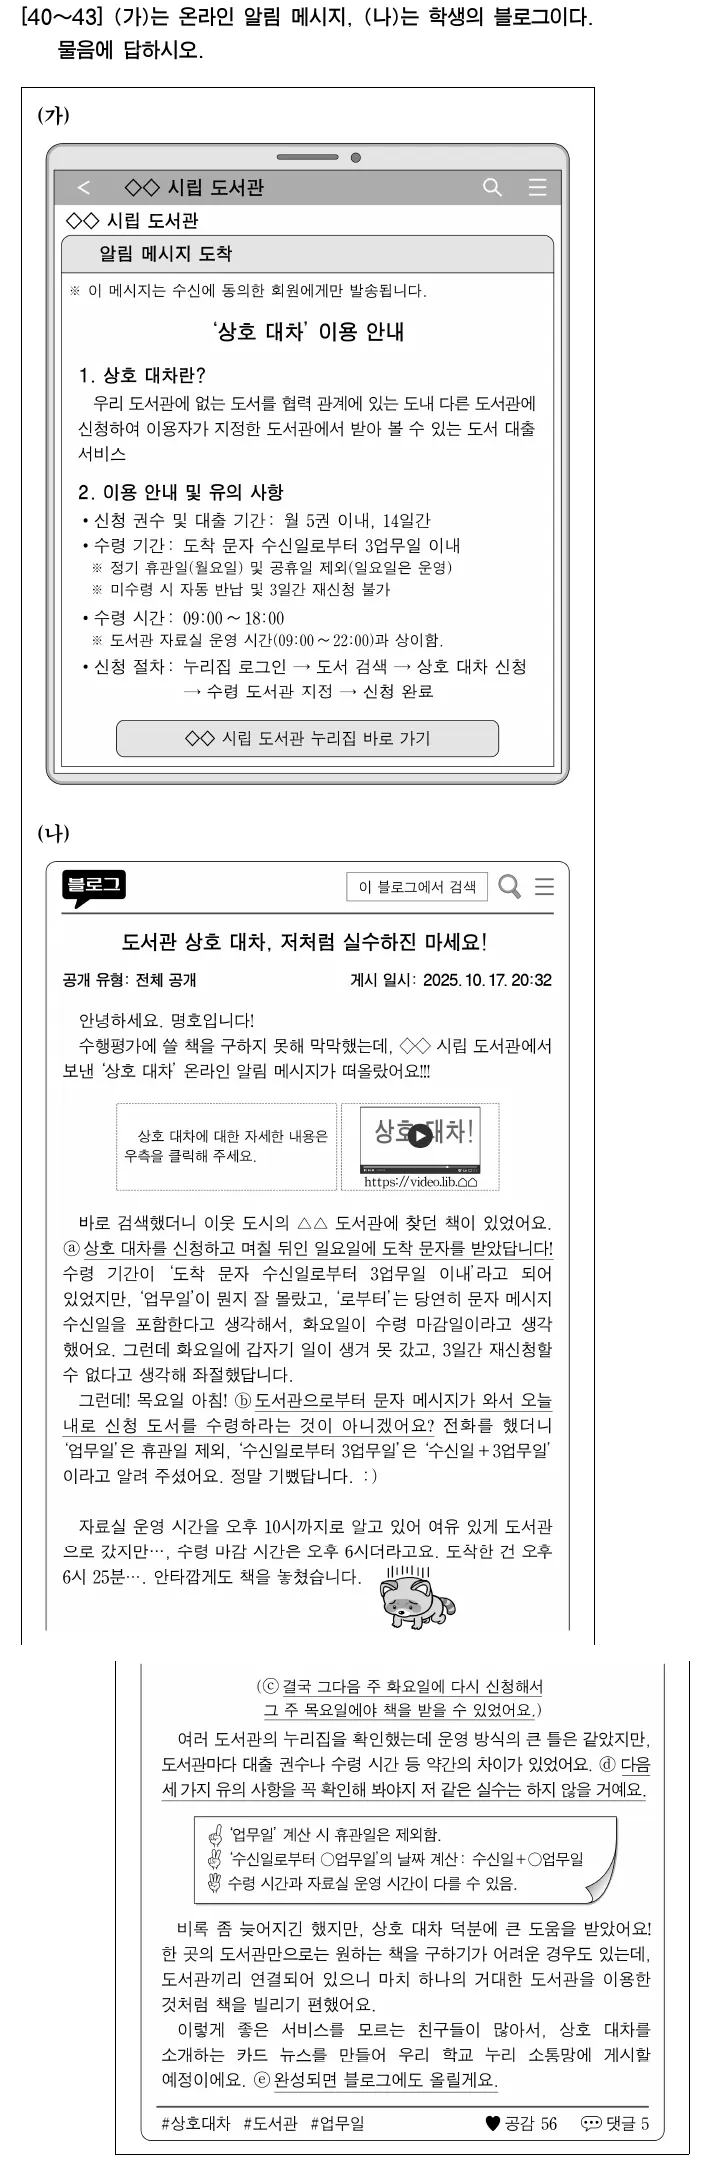 [40～43] (가)는 온라인 알림 메시지, (나)는 학생의 블로그이다.
물음에 답하시오.
(가)
◇◇ 시립 도서관
◇◇ 시립 도서관
알림 메시지 도착
※ 이 메시지는 수신에 동의한 회원에게만 발송됩니다.
‘상호 대차’ 이용 안내
1. 상호 대차란?
우리 도서관에 없는 도서를 협력 관계에 있는 도내 다른 도서관에
신청하여 이용자가 지정한 도서관에서 받아 볼 수 있는 도서 대출
서비스
2. 이용 안내 및 유의 사항
• 신청 권수 및 대출 기간: 월 5권 이내, 14일간
• 수령 기간: 도착 문자 수신일로부터 3업무일 이내
※ 정기 휴관일(월요일) 및 공휴일 제외(일요일은 운영)
※ 미수령 시 자동 반납 및 3일간 재신청 불가
• 수령 시간: 09:00～18:00
※ 도서관 자료실 운영 시간(09:00～22:00)과 상이함.
• 신청 절차: 누리집 로그인 → 도서 검색 → 상호 대차 신청
→ 수령 도서관 지정 → 신청 완료
◇◇ 시립 도서관 누리집 바로 가기
(나)
블로그
이 블로그에서 검색
도서관 상호 대차, 저처럼 실수하진 마세요!
공개 유형: 전체 공개 게시 일시: 2025.10.17. 20:32
안녕하세요. 명호입니다!
수행평가에 쓸 책을 구하지 못해 막막했는데, ◇◇ 시립 도서관에서
보낸 ‘상호 대차’ 온라인 알림 메시지가 떠올랐어요!!!
상호 대차에 대한 자세한 내용은
우측을 클릭해 주세요.
상호 대차!
https://video.lib.⌂⌂
바로 검색했더니 이웃 도시의 △△ 도서관에 찾던 책이 있었어요.
ⓐ상호 대차를 신청하고 며칠 뒤인 일요일에 도착 문자를 받았답니다!
수령 기간이 ‘도착 문자 수신일로부터 3업무일 이내’라고 되어
있었지만, ‘업무일’이 뭔지 잘 몰랐고, ‘로부터’는 당연히 문자 메시지
수신일을 포함한다고 생각해서, 화요일이 수령 마감일이라고 생각
했어요. 그런데 화요일에 갑자기 일이 생겨 못 갔고, 3일간 재신청할
수 없다고 생각해 좌절했답니다.
그런데! 목요일 아침! ⓑ도서관으로부터 문자 메시지가 와서 오늘
내로 신청 도서를 수령하라는 것이 아니겠어요? 전화를 했더니
‘업무일’은 휴관일 제외, ‘수신일로부터 3업무일’은 ‘수신일+3업무일’
이라고 알려 주셨어요. 정말 기뻤답니다. :)
자료실 운영 시간을 오후 10시까지로 알고 있어 여유 있게 도서관
으로 갔지만…, 수령 마감 시간은 오후 6시더라고요. 도착한 건 오후
6시 25분…. 안타깝게도 책을 놓쳤습니다.
(ⓒ결국 그다음 주 화요일에 다시 신청해서
그 주 목요일에야 책을 받을 수 있었어요.)
여러 도서관의 누리집을 확인했는데 운영 방식의 큰 틀은 같았지만,
도서관마다 대출 권수나 수령 시간 등 약간의 차이가 있었어요. ⓓ다음
세 가지 유의 사항을 꼭 확인해 봐야지 저 같은 실수는 하지 않을 거예요.
‘업무일’ 계산 시 휴관일은 제외함.
‘수신일로부터 ○업무일’의 날짜 계산: 수신일+○업무일
수령 시간과 자료실 운영 시간이 다를 수 있음.
비록 좀 늦어지긴 했지만, 상호 대차 덕분에 큰 도움을 받았어요!
한 곳의 도서관만으로는 원하는 책을 구하기가 어려운 경우도 있는데,
도서관끼리 연결되어 있으니 마치 하나의 거대한 도서관을 이용한
것처럼 책을 빌리기 편했어요.
이렇게 좋은 서비스를 모르는 친구들이 많아서, 상호 대차를
소개하는 카드 뉴스를 만들어 우리 학교 누리 소통망에 게시할
예정이에요. ⓔ완성되면 블로그에도 올릴게요.
#상호대차 #도서관 #업무일 ♥ 공감 56 댓글 5